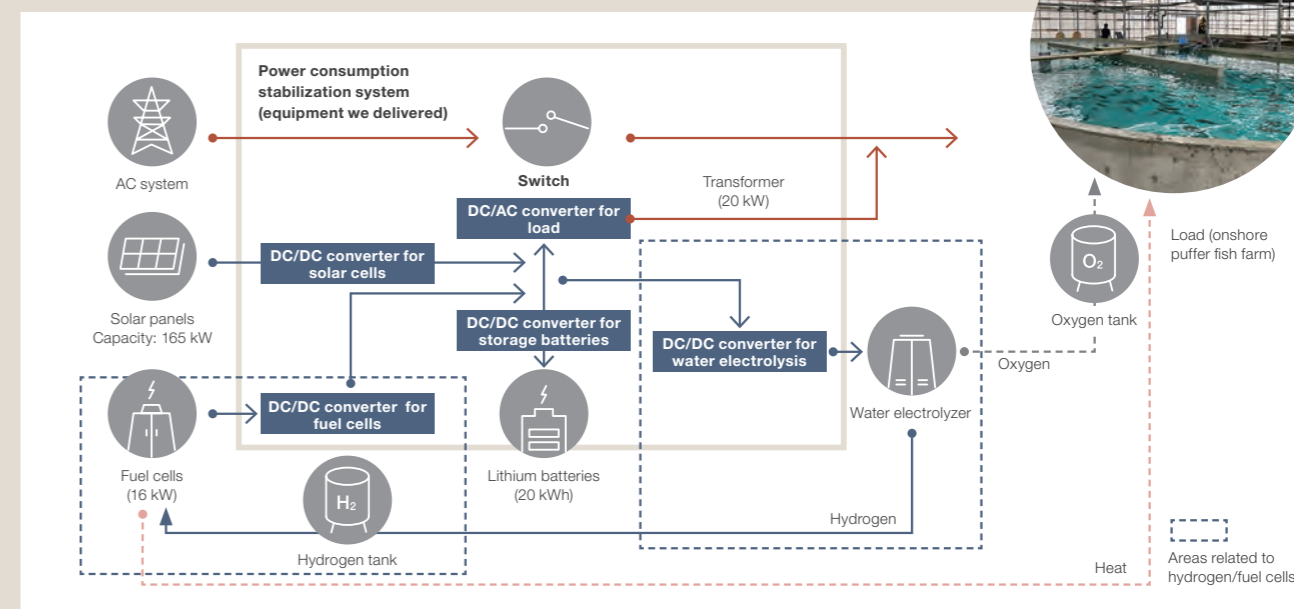 Power consumption
stabilization system
(equipment we delivered)
AC system
Switch
Transformer
(20 kW)
DC/AC converter for
load
DC/DC converter for
solar cells
Solar panels
Capacity: 165 kW
DC/DC converter for
storage batteries
DC/DC converter for
water electrolysis
O₂
Oxygen tank
Load (onshore
puffer fish farm)
Oxygen
Water electrolyzer
DC/DC converter for
fuel cells
Fuel cells
(16 kW)
Lithium batteries
(20 kWh)
H₂
Hydrogen tank
Hydrogen
Heat
Areas related to
hydrogen/fuel cells